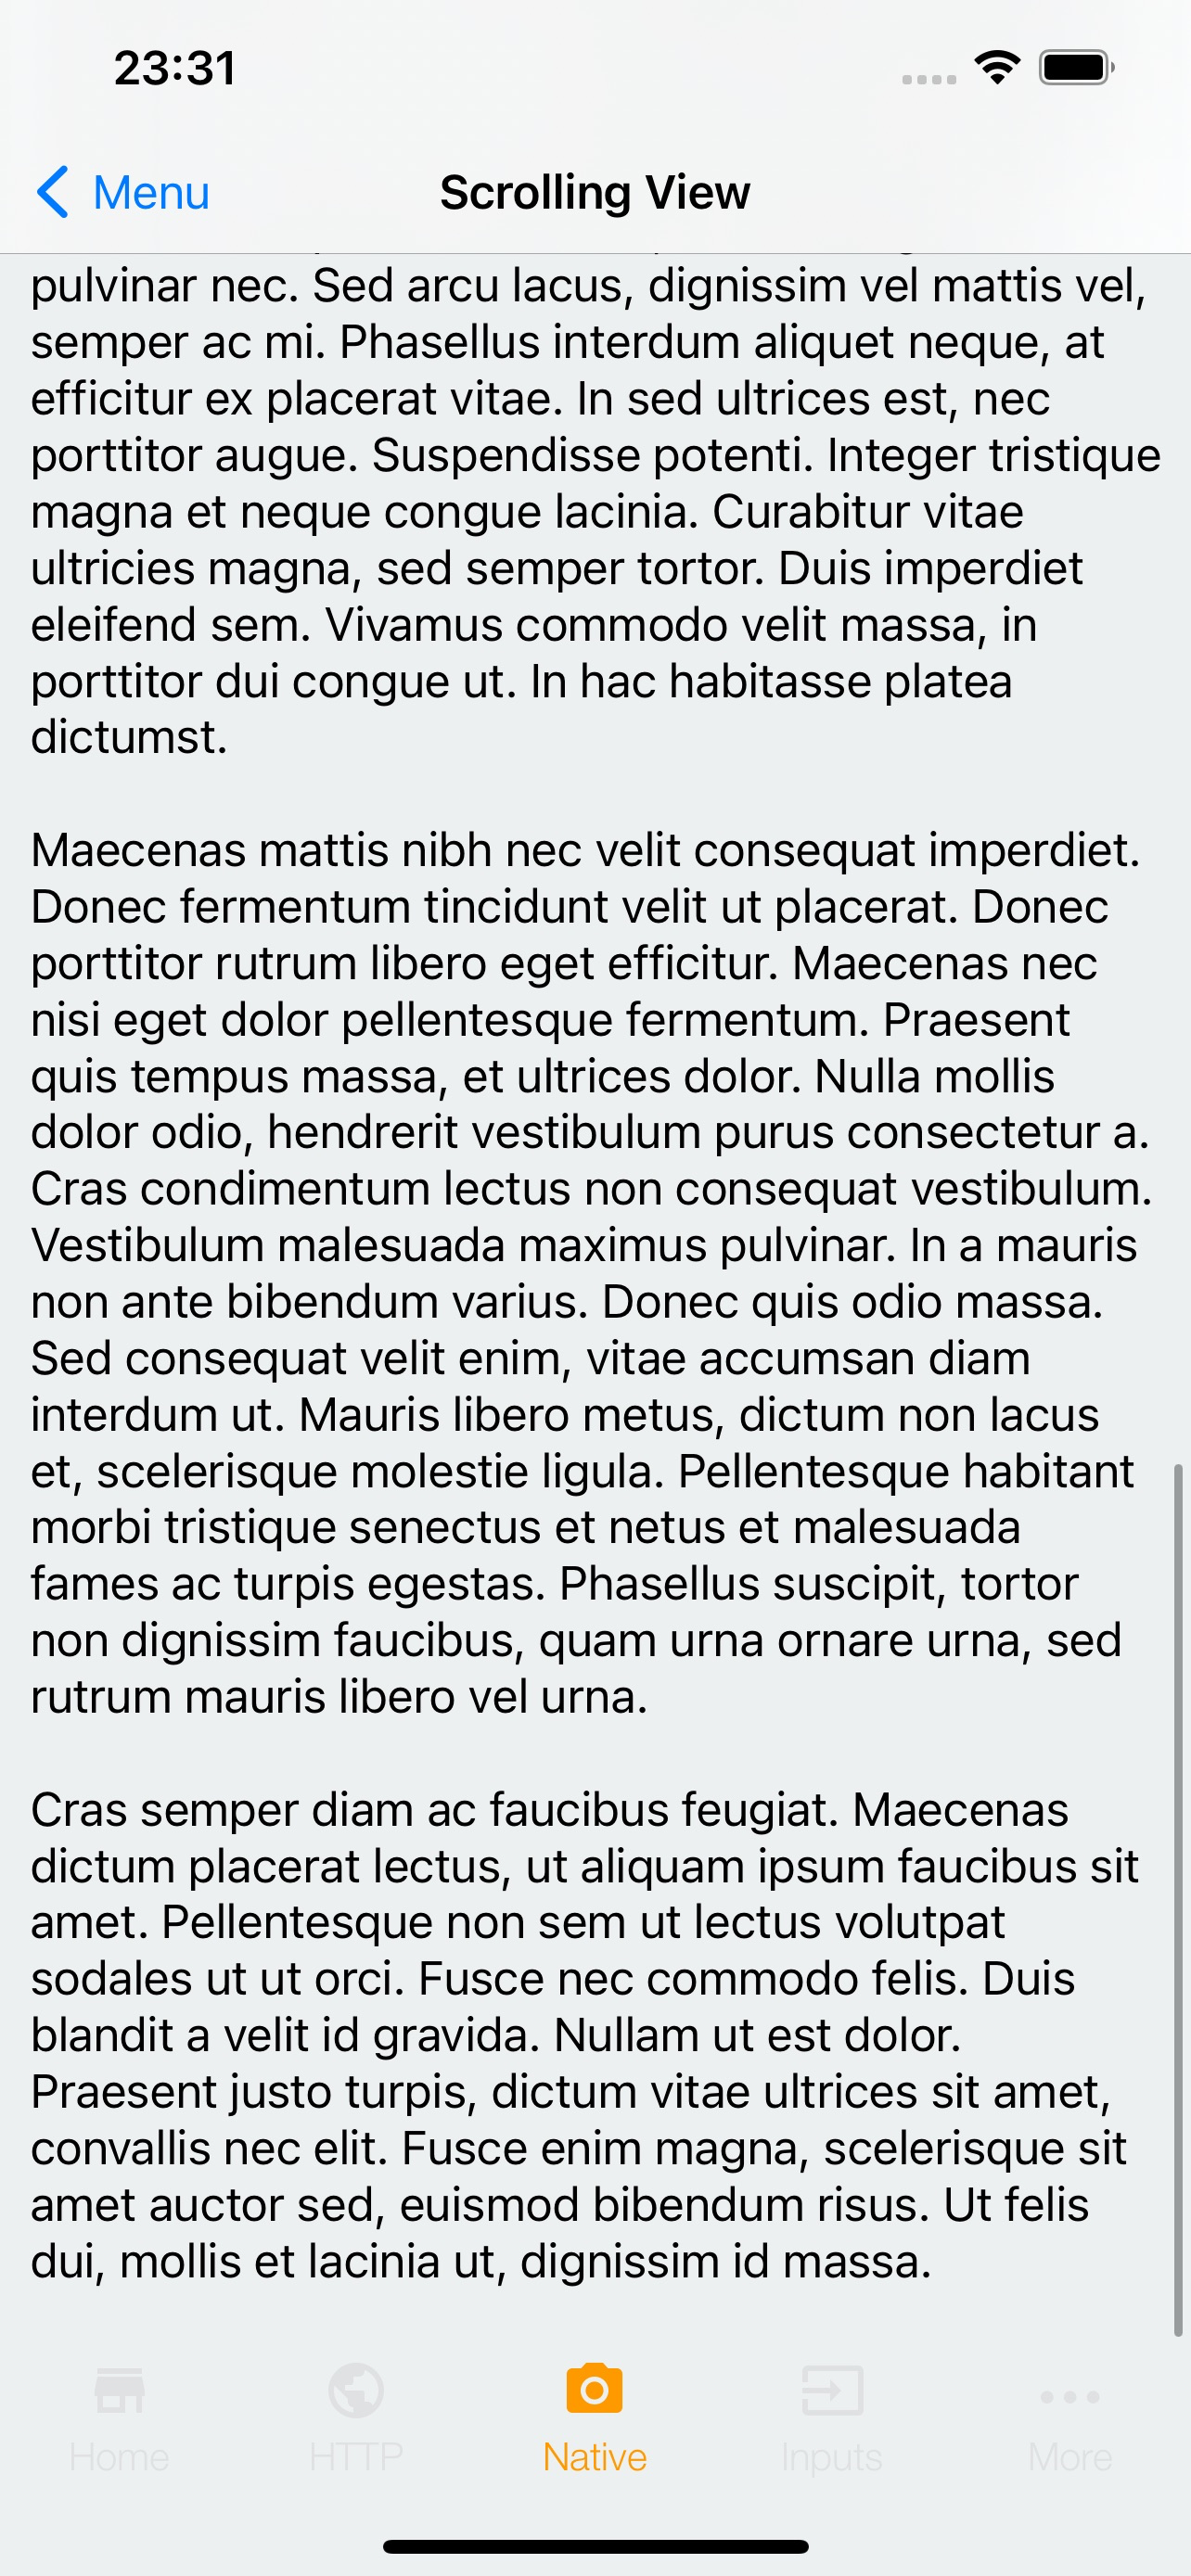 23:31
Menu
Scrolling View
pulvinar nec. Sed arcu lacus, dignissim vel mattis vel,
semper ac mi. Phasellus interdum aliquet neque, at
efficitur ex placerat vitae. In sed ultrices est, nec
porttitor augue. Suspendisse potenti. Integer tristique
magna et neque congue lacinia. Curabitur vitae
ultricies magna, sed semper tortor. Duis imperdiet
eleifend sem. Vivamus commodo velit massa, in
porttitor dui congue ut. In hac habitasse platea
dictumst.
Maecenas mattis nibh nec velit consequat imperdiet.
Donec fermentum tincidunt velit ut placerat. Donec
porttitor rutrum libero eget efficitur. Maecenas nec
nisi eget dolor pellentesque fermentum. Praesent
quis tempus massa, et ultrices dolor. Nulla mollis
dolor odio, hendrerit vestibulum purus consectetur a.
Cras condimentum lectus non consequat vestibulum.
Vestibulum malesuada maximus pulvinar. In a mauris
non ante bibendum varius. Donec quis odio massa.
Sed consequat velit enim, vitae accumsan diam
interdum ut. Mauris libero metus, dictum non lacus
et, scelerisque molestie ligula. Pellentesque habitant
morbi tristique senectus et netus et malesuada
fames ac turpis egestas. Phasellus suscipit, tortor
non dignissim faucibus, quam urna ornare urna, sed
rutrum mauris libero vel urna.
Cras semper diam ac faucibus feugiat. Maecenas
dictum placerat lectus, ut aliquam ipsum faucibus sit
amet. Pellentesque non sem ut lectus volutpat
sodales ut ut orci. Fusce nec commodo felis. Duis
blandit a velit id gravida. Nullam ut est dolor.
Praesent justo turpis, dictum vitae ultrices sit amet,
convallis nec elit. Fusce enim magna, scelerisque sit
amet auctor sed, euismod bibendum risus. Ut felis
dui, mollis et lacinia ut, dignissim id massa.
Home
HTTP
Native
Inputs
More